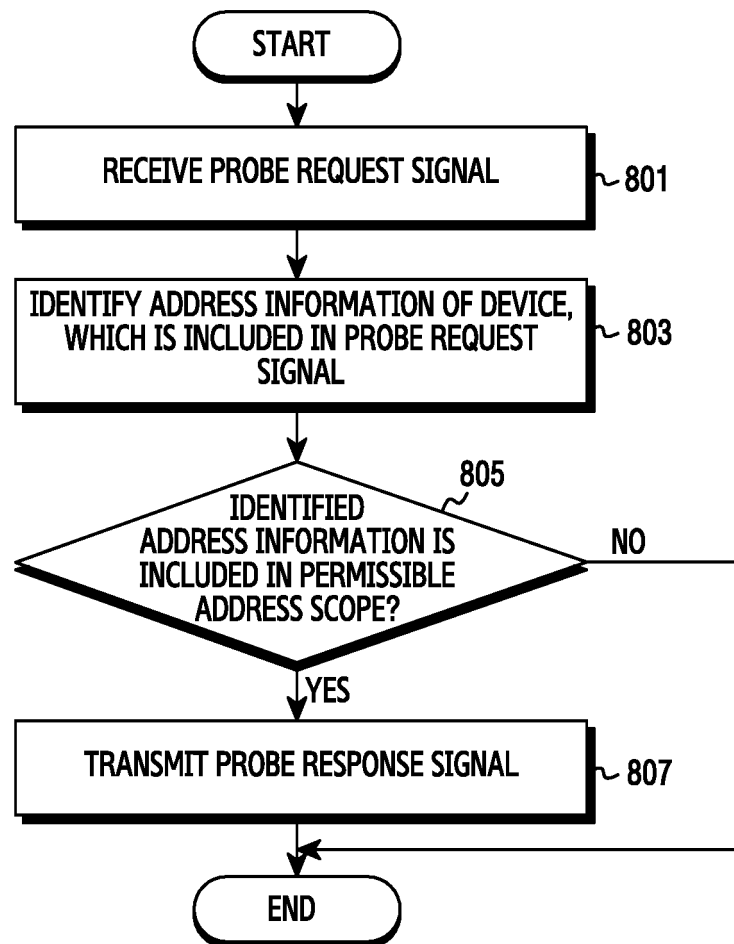 START
RECEIVE PROBE REQUEST SIGNAL
801
IDENTIFY ADDRESS INFORMATION OF DEVICE,
WHICH IS INCLUDED IN PROBE REQUEST
SIGNAL
803
805
IDENTIFIED
ADDRESS INFORMATION IS
INCLUDED IN PERMISSIBLE
ADDRESS SCOPE?
NO
YES
TRANSMIT PROBE RESPONSE SIGNAL
807
END